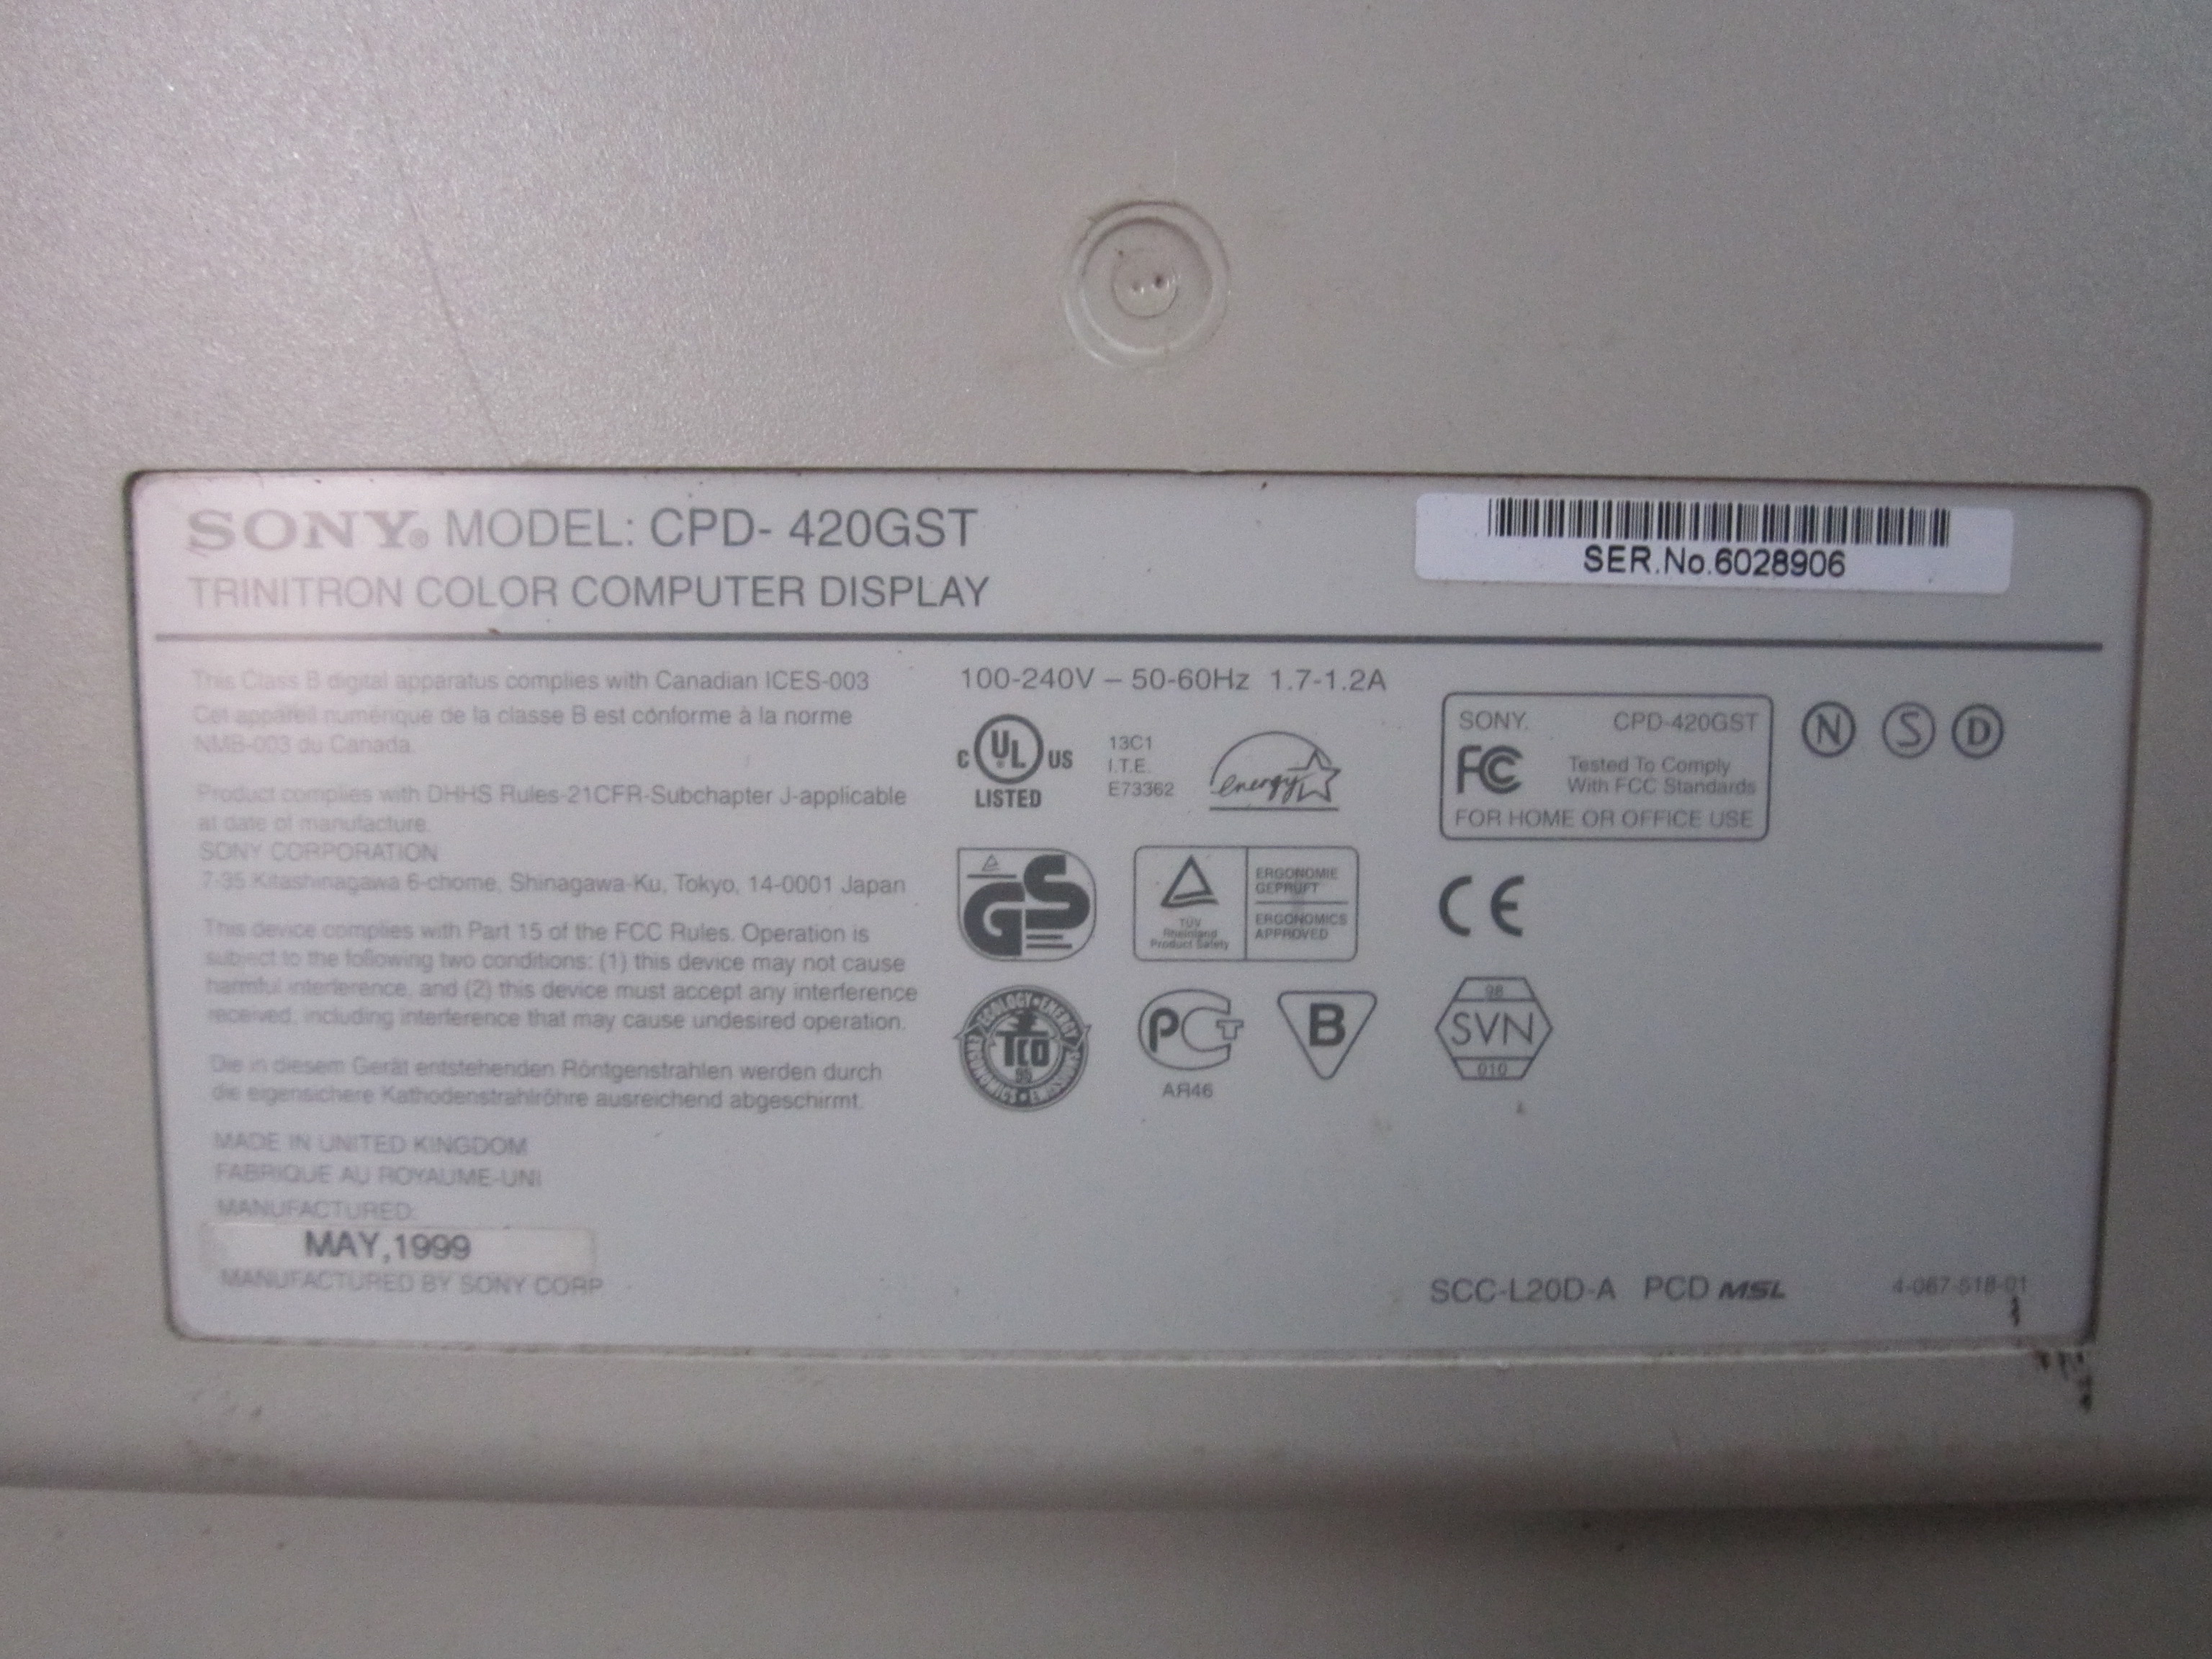 SONY® MODEL: CPD- 420GST
TRINITRON COLOR COMPUTER DISPLAY
SER.No.6028906
This Class B digital apparatus complies with Canadian ICES-003
Cet appareil numérique de la classe B est conforme à la norme
NMB-003 du Canada.
Product complies with DHHS Rules-21CFR-Subchapter J-applicable
at date of manufacture.
SONY CORPORATION
7-35 Kitashinagawa 6-chome, Shinagawa-Ku, Tokyo, 14-0001 Japan
This device complies with Part 15 of the FCC Rules. Operation is
subject to the following two conditions: (1) this device may not cause
harmful interference, and (2) this device must accept any interference
received, including interference that may cause undesired operation.
Die in diesem Gerät entstehenden Röntgenstrahlen werden durch
die eigensichere Kathodenstrahlröhre ausreichend abgeschirmt.
MADE IN UNITED KINGDOM
FABRIQUE AU ROYAUME-UNI
MANUFACTURED:
MAY,1999
MANUFACTURED BY SONY CORP
100-240V – 50-60Hz 1.7-1.2A
C UL US
LISTED
13C1
I.T.E.
E73362
energy
SONY. CPD-420GST
FC
Tested To Comply
With FCC Standards
FOR HOME OR OFFICE USE
N S D
GS
TÜV
Rheinland
Product Safety
ERGONOMIE
GEPRÜFT
ERGONOMICS
APPROVED
CE
ECOLOGY • ENERGY
EMISSIONS • ERGONOMICS
TCO
95
PCT
AЯ46
B
98
SVN
010
SCC-L20D-A PCD MSL
4-067-518-01